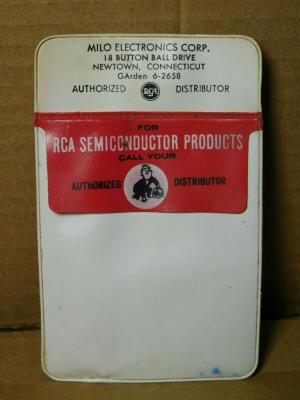 MILO ELECTRONICS CORP.
18 BUTTON BALL DRIVE
NEWTOWN, CONNECTICUT
GArden 6-2658
AUTHORIZED RCA DISTRIBUTOR
FOR
RCA SEMICONDUCTOR PRODUCTS
CALL YOUR
AUTHORIZED DISTRIBUTOR